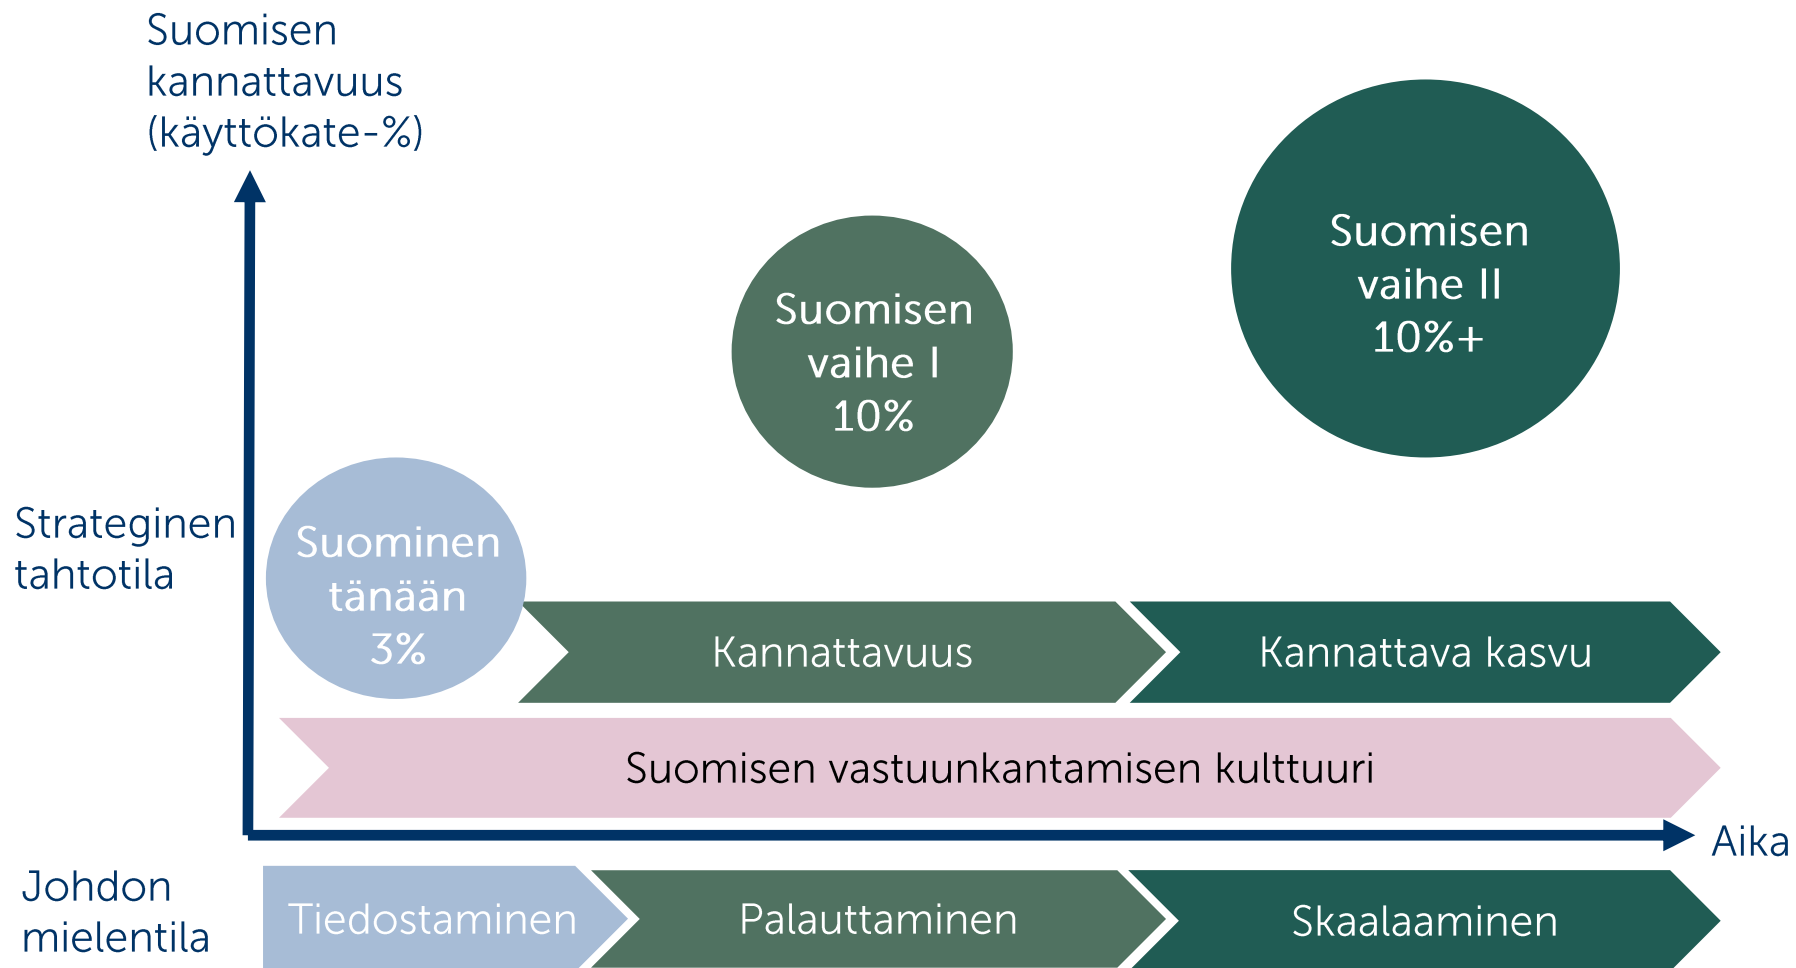 Suomisen
kannattavuus
(käyttökate-%)
Suomisen
vaihe II
10%+
Suomisen
vaihe I
10%
Strateginen
tahtotila
Suominen
tänään
3%
Kannattavuus
Kannattava kasvu
Suomisen vastuunkantamisen kulttuuri
Aika
Johdon
mielentila
Tiedostaminen
Palauttaminen
Skaalaaminen